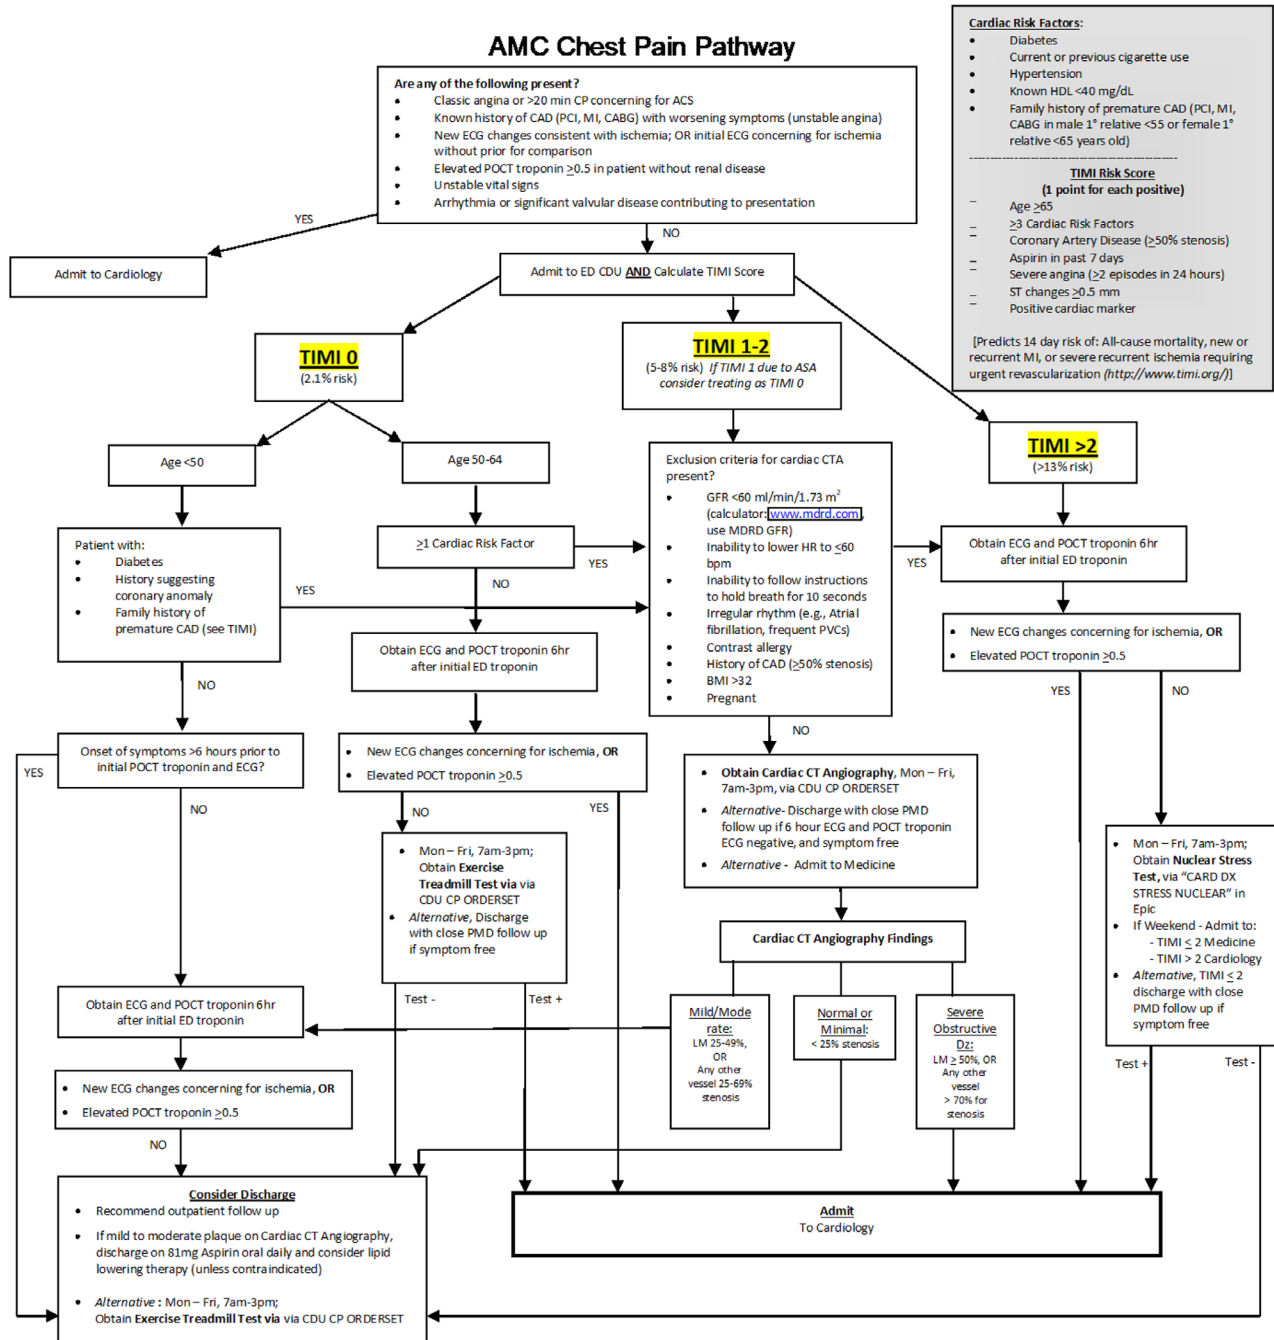 AMC Chest Pain Pathway
Are any of the following present?
• Classic angina or >20 min CP concerning for ACS
• Known history of CAD (PCI, MI, CABG) with worsening symptoms (unstable angina)
• New ECG changes consistent with ischemia; OR initial ECG concerning for ischemia
without prior for comparison
• Elevated POCT troponin ≥0.5 in patient without renal disease
• Unstable vital signs
• Arrhythmia or significant valvular disease contributing to presentation
Cardiac Risk Factors:
• Diabetes
• Current or previous cigarette use
• Hypertension
• Known HDL <40 mg/dL
• Family history of premature CAD (PCI, MI,
CABG in male 1° relative <55 or female 1°
relative <65 years old)
TIMI Risk Score
(1 point for each positive)
_ Age ≥65
_ ≥3 Cardiac Risk Factors
_ Coronary Artery Disease (≥50% stenosis)
_ Aspirin in past 7 days
_ Severe angina (≥2 episodes in 24 hours)
_ ST changes ≥0.5 mm
_ Positive cardiac marker
[Predicts 14 day risk of: All-cause mortality, new or
recurrent MI, or severe recurrent ischemia requiring
urgent revascularization (http://www.timi.org/)]
YES
NO
Admit to Cardiology
Admit to ED CDU AND Calculate TIMI Score
TIMI 0
(2.1% risk)
TIMI 1-2
(5-8% risk) If TIMI 1 due to ASA
consider treating as TIMI 0
TIMI >2
(>13% risk)
Age <50
Age 50-64
Patient with:
• Diabetes
• History suggesting
coronary anomaly
• Family history of
premature CAD (see TIMI)
YES
NO
≥1 Cardiac Risk Factor
YES
NO
Exclusion criteria for cardiac CTA
present?
• GFR <60 ml/min/1.73 m²
(calculator: www.mdrd.com,
use MDRD GFR)
• Inability to lower HR to ≤60
bpm
• Inability to follow instructions
to hold breath for 10 seconds
• Irregular rhythm (e.g., Atrial
fibrillation, frequent PVCs)
• Contrast allergy
• History of CAD (≥50% stenosis)
• BMI >32
• Pregnant
YES
NO
Obtain ECG and POCT troponin 6hr
after initial ED troponin
• New ECG changes concerning for ischemia, OR
• Elevated POCT troponin ≥0.5
YES
NO
Obtain ECG and POCT troponin 6hr
after initial ED troponin
• New ECG changes concerning for ischemia, OR
• Elevated POCT troponin ≥0.5
NO
YES
Onset of symptoms >6 hours prior to
initial POCT troponin and ECG?
YES
NO
• Obtain Cardiac CT Angiography, Mon – Fri,
7am-3pm, via CDU CP ORDERSET
• Alternative- Discharge with close PMD
follow up if 6 hour ECG and POCT troponin
ECG negative, and symptom free
• Alternative - Admit to Medicine
• Mon – Fri, 7am-3pm;
Obtain Exercise
Treadmill Test via via
CDU CP ORDERSET
• Alternative, Discharge
with close PMD follow up
if symptom free
Test -
Test +
• Mon – Fri, 7am-3pm;
Obtain Nuclear Stress
Test, via "CARD DX
STRESS NUCLEAR" in
Epic
• If Weekend - Admit to:
- TIMI ≤ 2 Medicine
- TIMI > 2 Cardiology
• Alternative, TIMI ≤ 2
discharge with close
PMD follow up if
symptom free
Test +
Test -
Cardiac CT Angiography Findings
Mild/Mode
rate:
LM 25-49%,
OR
Any other
vessel 25-69%
stenosis
Normal or
Minimal:
< 25% stenosis
Severe
Obstructive
Dz:
LM ≥ 50%, OR
Any other
vessel
> 70% for
stenosis
Obtain ECG and POCT troponin 6hr
after initial ED troponin
• New ECG changes concerning for ischemia, OR
• Elevated POCT troponin ≥0.5
NO
Consider Discharge
• Recommend outpatient follow up
• If mild to moderate plaque on Cardiac CT Angiography,
discharge on 81mg Aspirin oral daily and consider lipid
lowering therapy (unless contraindicated)
• Alternative : Mon – Fri, 7am-3pm;
Obtain Exercise Treadmill Test via via CDU CP ORDERSET
Admit
To Cardiology